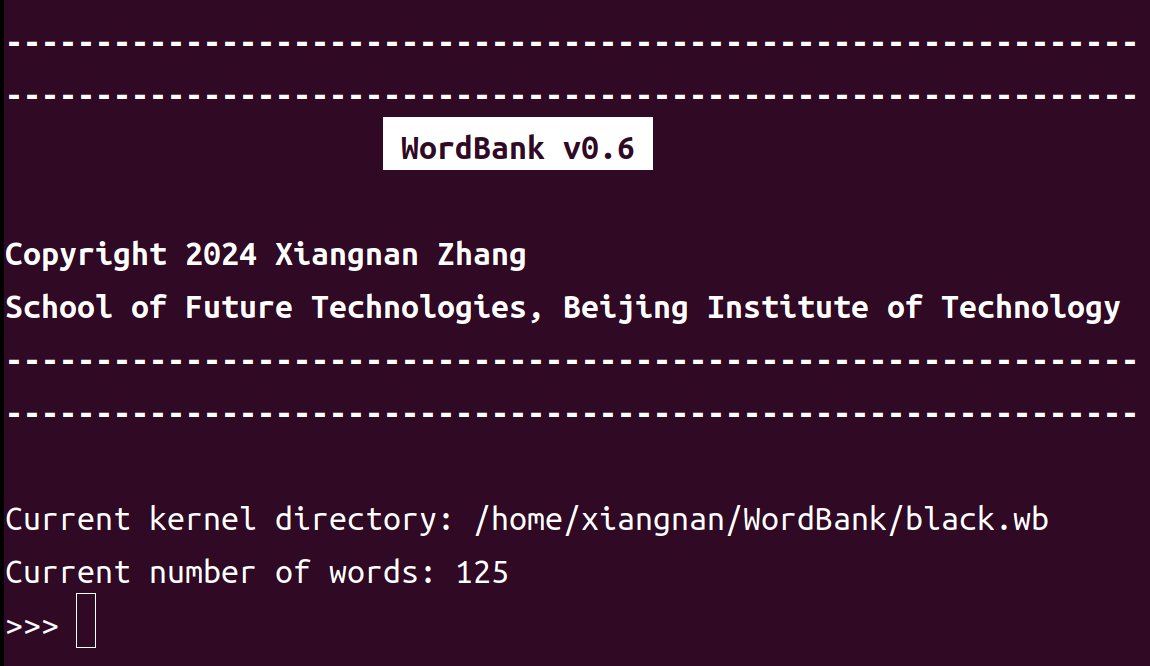 ---------------------------------------------------------------
---------------------------------------------------------------
WordBank v0.6
Copyright 2024 Xiangnan Zhang
School of Future Technologies, Beijing Institute of Technology
---------------------------------------------------------------
---------------------------------------------------------------
Current kernel directory: /home/xiangnan/WordBank/black.wb
Current number of words: 125
>>>